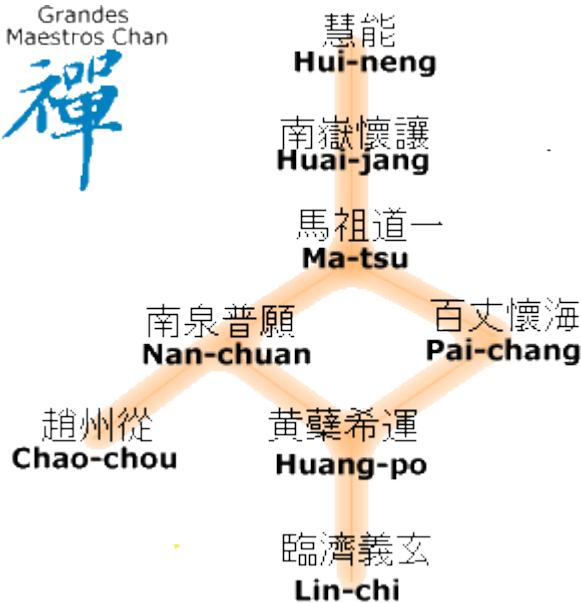 Grandes
Maestros Chan
禪
慧能
Hui-neng
南嶽懷讓
Huai-jang
馬祖道一
Ma-tsu
南泉普願
Nan-chuan
百丈懷海
Pai-chang
趙州從
Chao-chou
黄蘗希運
Huang-po
臨濟義玄
Lin-chi